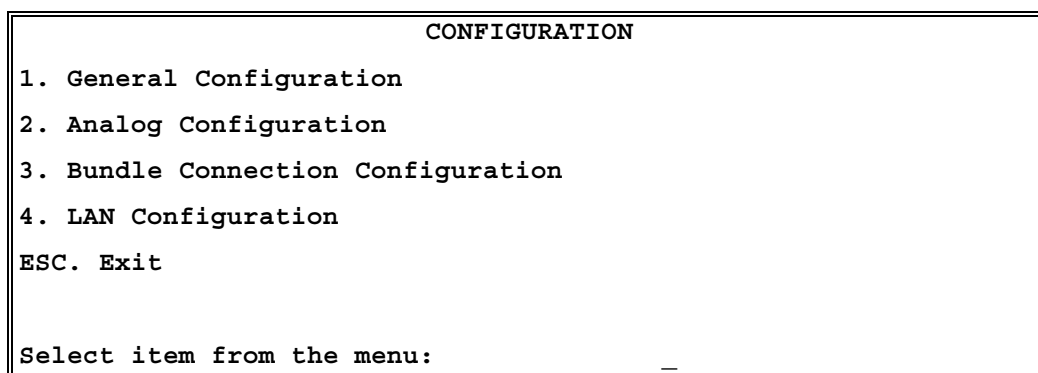 CONFIGURATION
1. General Configuration
2. Analog Configuration
3. Bundle Connection Configuration
4. LAN Configuration
ESC. Exit
Select item from the menu: _